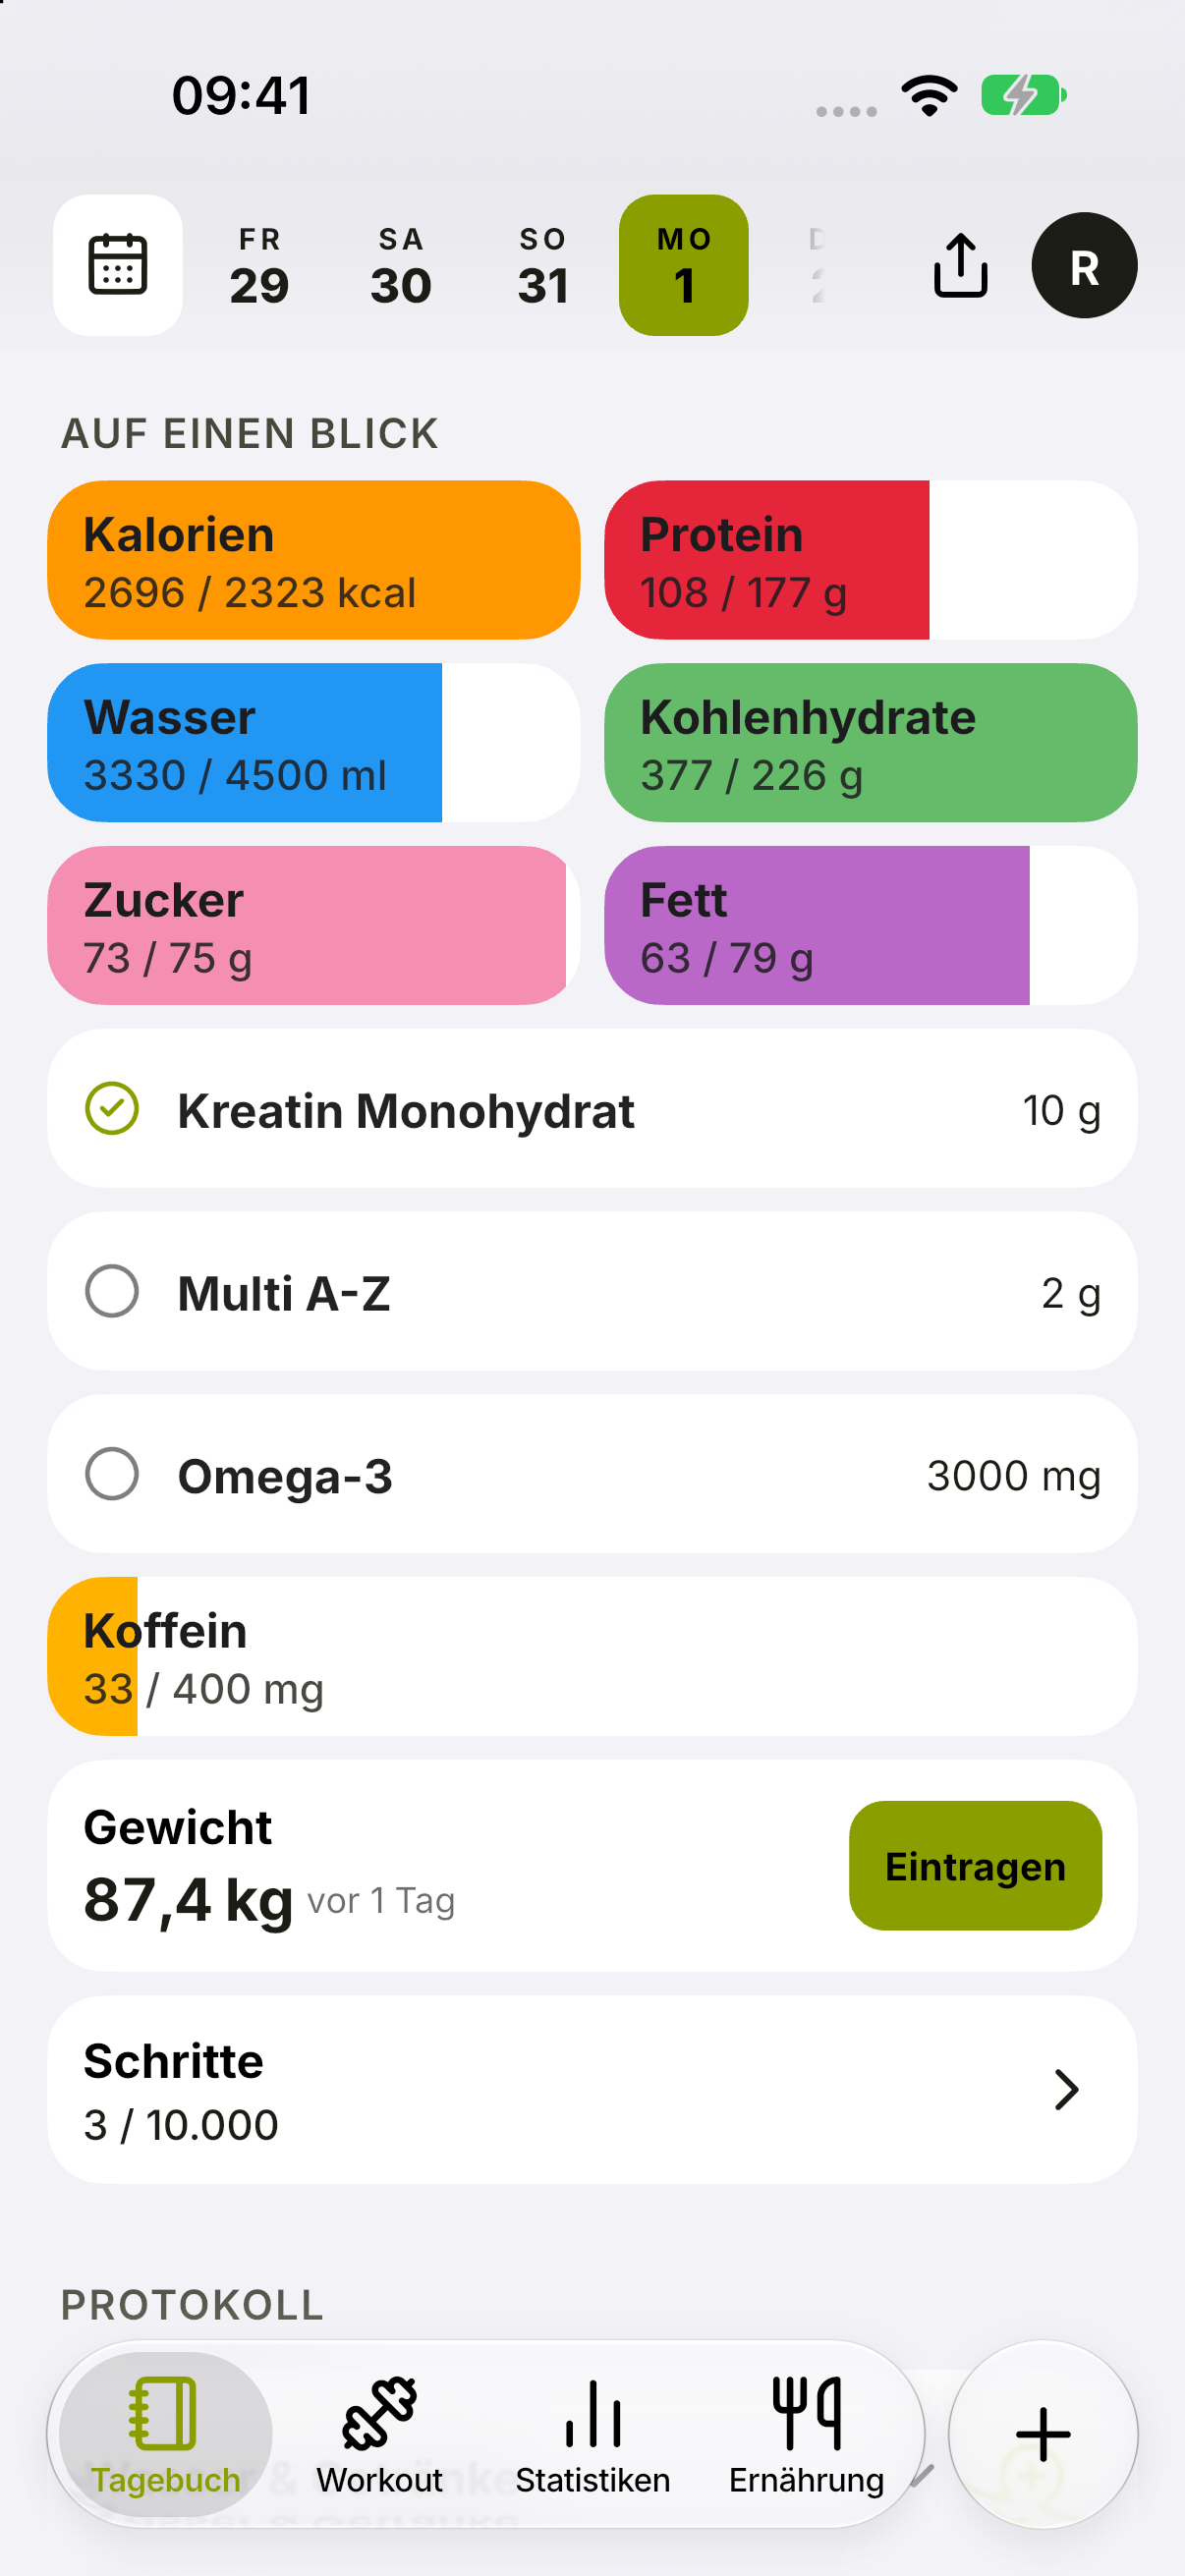 09:41
FR SA SO MO
29 30 31 1
R
AUF EINEN BLICK
Kalorien
2696 / 2323 kcal
Protein
108 / 177 g
Wasser
3330 / 4500 ml
Kohlenhydrate
377 / 226 g
Zucker
73 / 75 g
Fett
63 / 79 g
Kreatin Monohydrat 10 g
Multi A-Z 2 g
Omega-3 3000 mg
Koffein
33 / 400 mg
Gewicht
87,4 kg vor 1 Tag
Eintragen
Schritte
3 / 10.000
PROTOKOLL
Tagebuch Workout Statistiken Ernährung